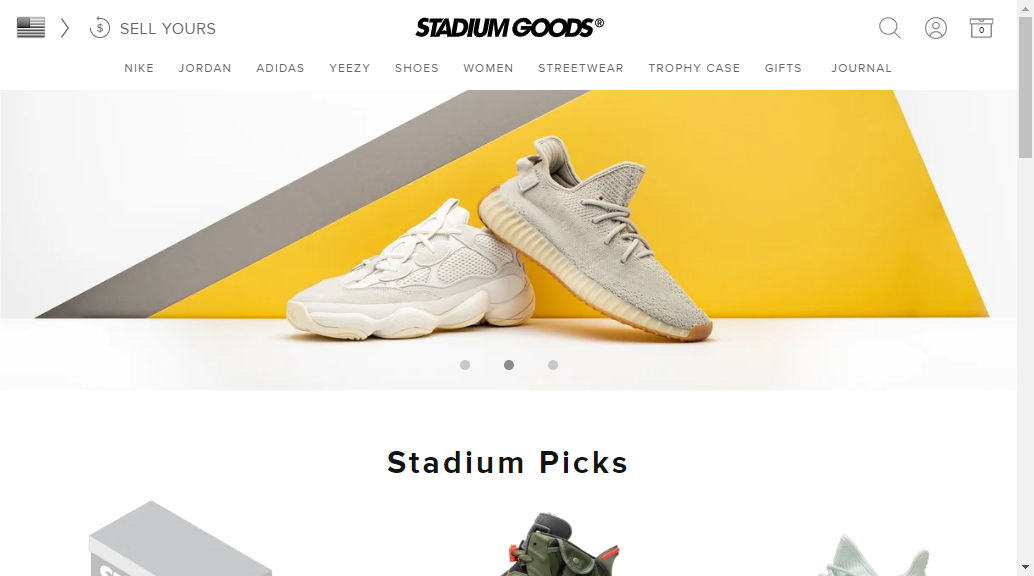 SELL YOURS
STADIUM GOODS®
0
NIKE JORDAN ADIDAS YEEZY SHOES WOMEN STREETWEAR TROPHY CASE GIFTS JOURNAL
Stadium Picks